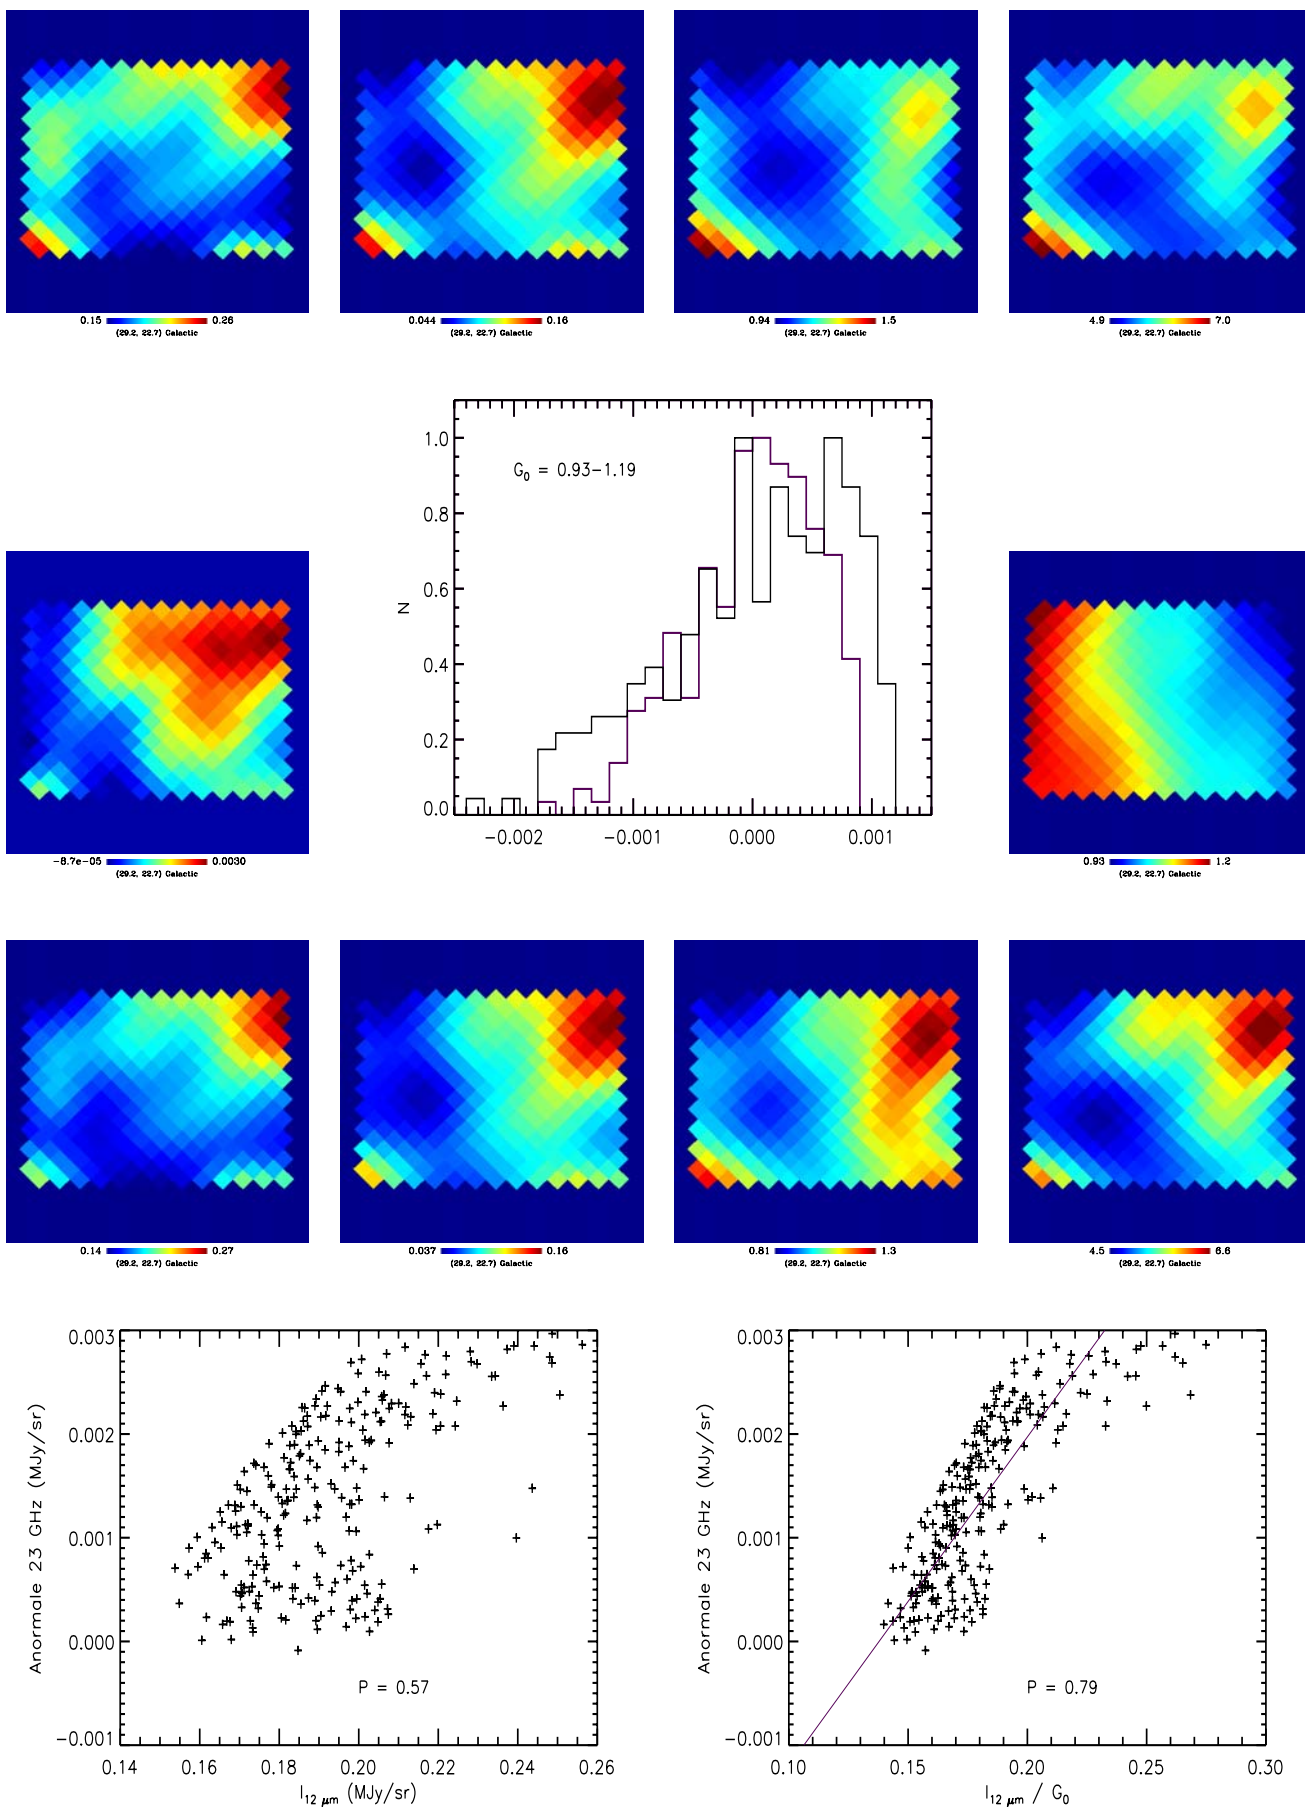 0.15 0.26
(29.2, 22.7) Galactic
0.044 0.16
(29.2, 22.7) Galactic
0.94 1.5
(29.2, 22.7) Galactic
4.9 7.0
(29.2, 22.7) Galactic
1.0
0.8
0.6
0.4
0.2
0.0
N
G₀ = 0.93−1.19
−0.002 −0.001 0.000 0.001
−8.7e−05 0.0030
(29.2, 22.7) Galactic
0.93 1.2
(29.2, 22.7) Galactic
0.14 0.27
(29.2, 22.7) Galactic
0.037 0.16
(29.2, 22.7) Galactic
0.81 1.3
(29.2, 22.7) Galactic
4.5 6.6
(29.2, 22.7) Galactic
0.003
0.002
0.001
0.000
−0.001
Anormale 23 GHz (MJy/sr)
P = 0.57
0.14 0.16 0.18 0.20 0.22 0.24 0.26
I₁₂ μm (MJy/sr)
0.003
0.002
0.001
0.000
−0.001
Anormale 23 GHz (MJy/sr)
P = 0.79
0.10 0.15 0.20 0.25 0.30
I₁₂ μm / G₀